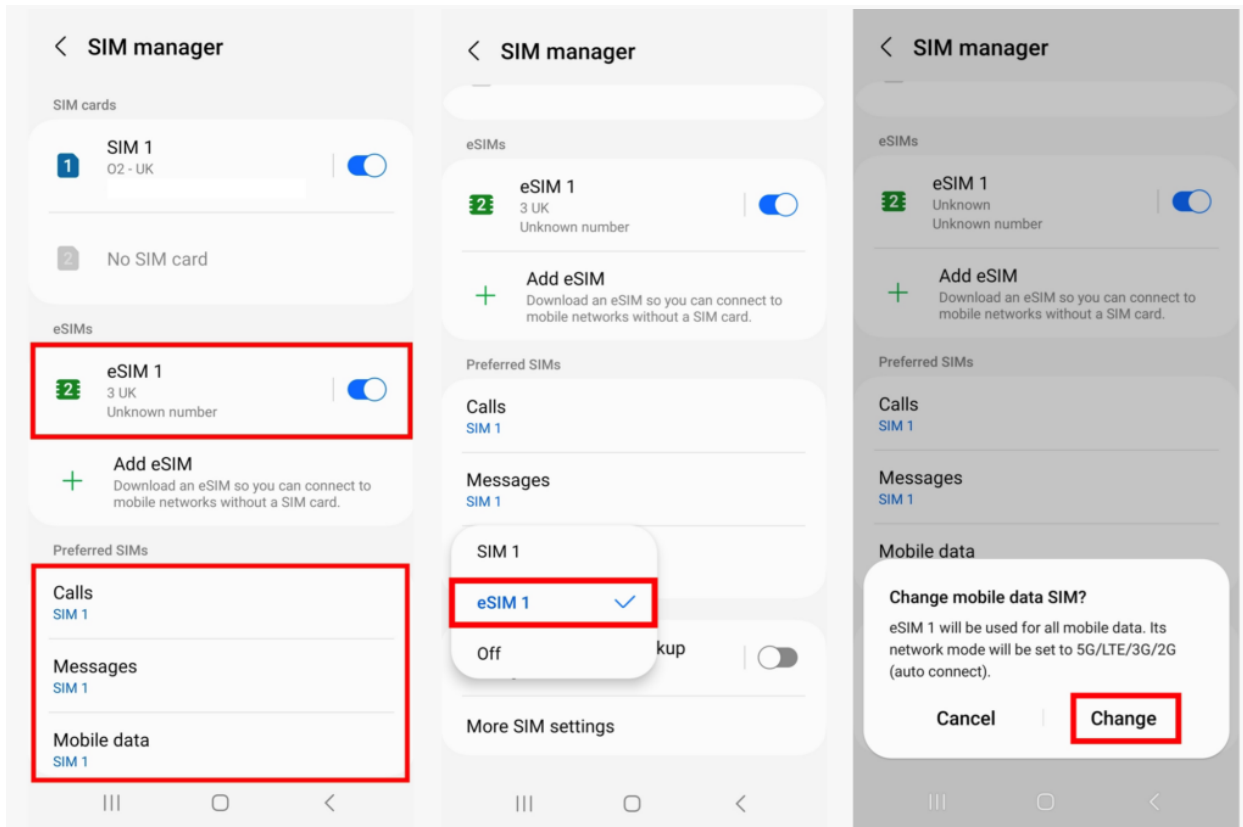 SIM manager
SIM cards
1
SIM 1
O2 - UK
2
No SIM card
eSIMs
2
eSIM 1
3 UK
Unknown number
Add eSIM
Download an eSIM so you can connect to
mobile networks without a SIM card.
Preferred SIMs
Calls
SIM 1
Messages
SIM 1
Mobile data
SIM 1
SIM manager
eSIMs
2
eSIM 1
3 UK
Unknown number
Add eSIM
Download an eSIM so you can connect to
mobile networks without a SIM card.
Preferred SIMs
Calls
SIM 1
Messages
SIM 1
SIM 1
eSIM 1
Off
kup
More SIM settings
SIM manager
eSIMs
2
eSIM 1
Unknown
Unknown number
Add eSIM
Download an eSIM so you can connect to
mobile networks without a SIM card.
Preferred SIMs
Calls
SIM 1
Messages
SIM 1
Mobile data
Change mobile data SIM?
eSIM 1 will be used for all mobile data. Its
network mode will be set to 5G/LTE/3G/2G
(auto connect).
Cancel
Change